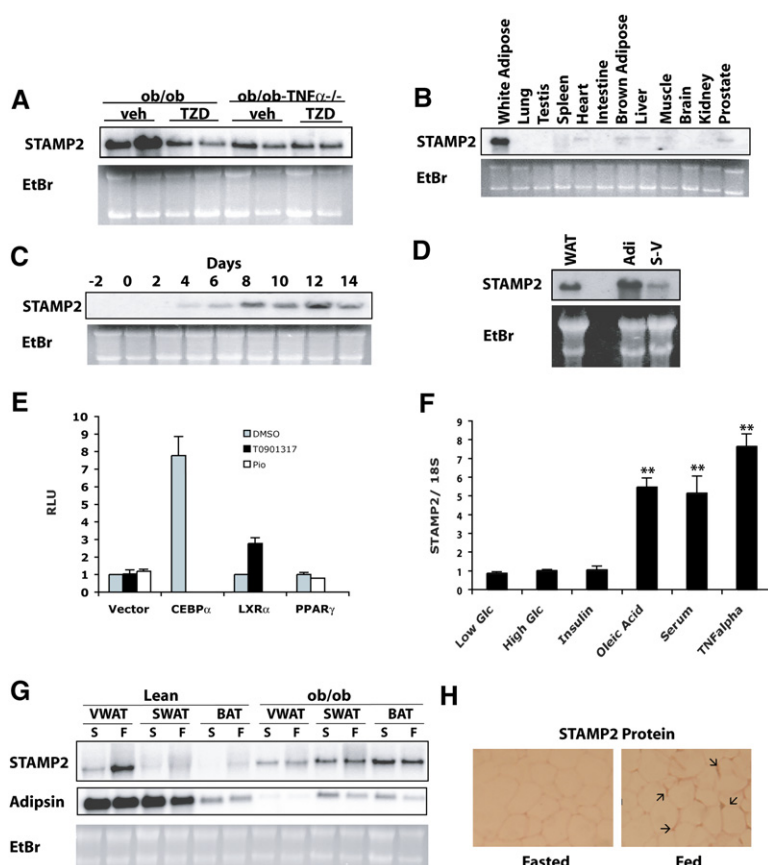 A
ob/ob
ob/ob-TNFα-/-
veh TZD veh TZD
STAMP2
EtBr
B
White Adipose
Lung
Testis
Spleen
Heart
Intestine
Brown Adipose
Liver
Muscle
Brain
Kidney
Prostate
STAMP2
EtBr
C
Days
-2 0 2 4 6 8 10 12 14
STAMP2
EtBr
D
WAT
Adi
S-V
STAMP2
EtBr
E
RLU
10
9
8
7
6
5
4
3
2
1
0
DMSO
T0901317
Pio
Vector CEBPα LXRα PPARγ
F
STAMP2/ 18S
9
8
7
6
5
4
3
2
1
0
**
**
**
Low Glc
High Glc
Insulin
Oleic Acid
Serum
TNFalpha
G
Lean ob/ob
VWAT SWAT BAT VWAT SWAT BAT
S F S F S F S F S F S F
STAMP2
Adipsin
EtBr
H
STAMP2 Protein
Fasted Fed